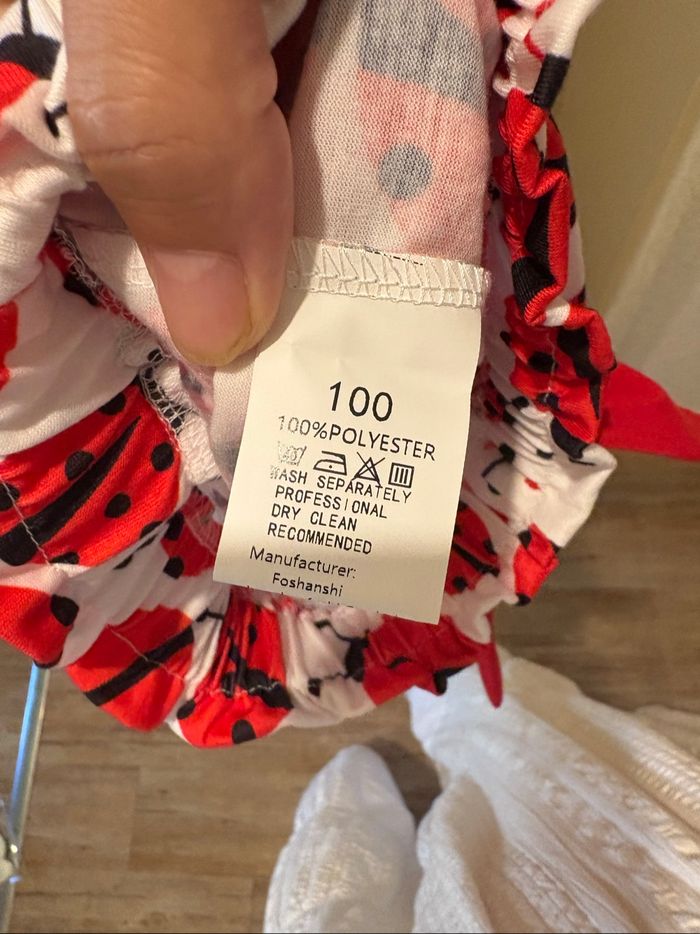 100
100%POLYESTER
WASH SEPARATELY
PROFESSIONAL
DRY CLEAN
RECOMMENDED
Manufacturer:
Foshanshi